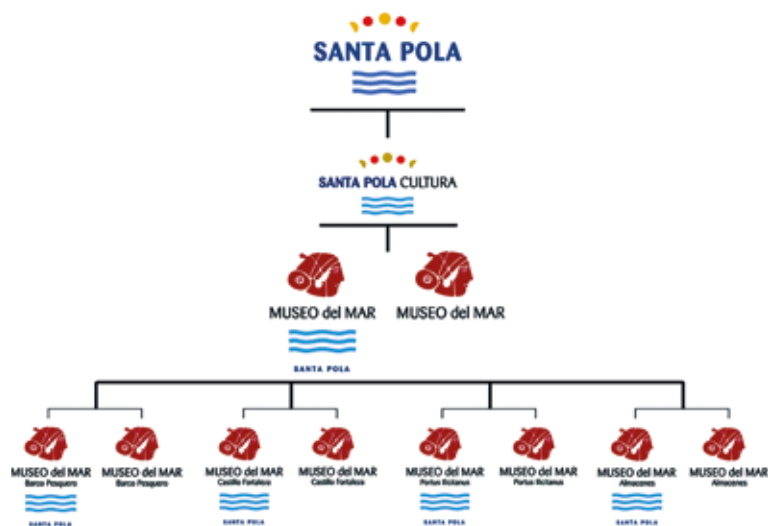 SANTA POLA
SANTA POLA CULTURA
MUSEO del MAR
SANTA POLA
MUSEO del MAR
MUSEO del MAR
Barco Pesquero
SANTA POLA
MUSEO del MAR
Barco Pesquero
MUSEO del MAR
Castillo Fortaleza
SANTA POLA
MUSEO del MAR
Castillo Fortaleza
MUSEO del MAR
Portus Ilicitanus
SANTA POLA
MUSEO del MAR
Portus Ilicitanus
MUSEO del MAR
Almacenes
SANTA POLA
MUSEO del MAR
Almacenes